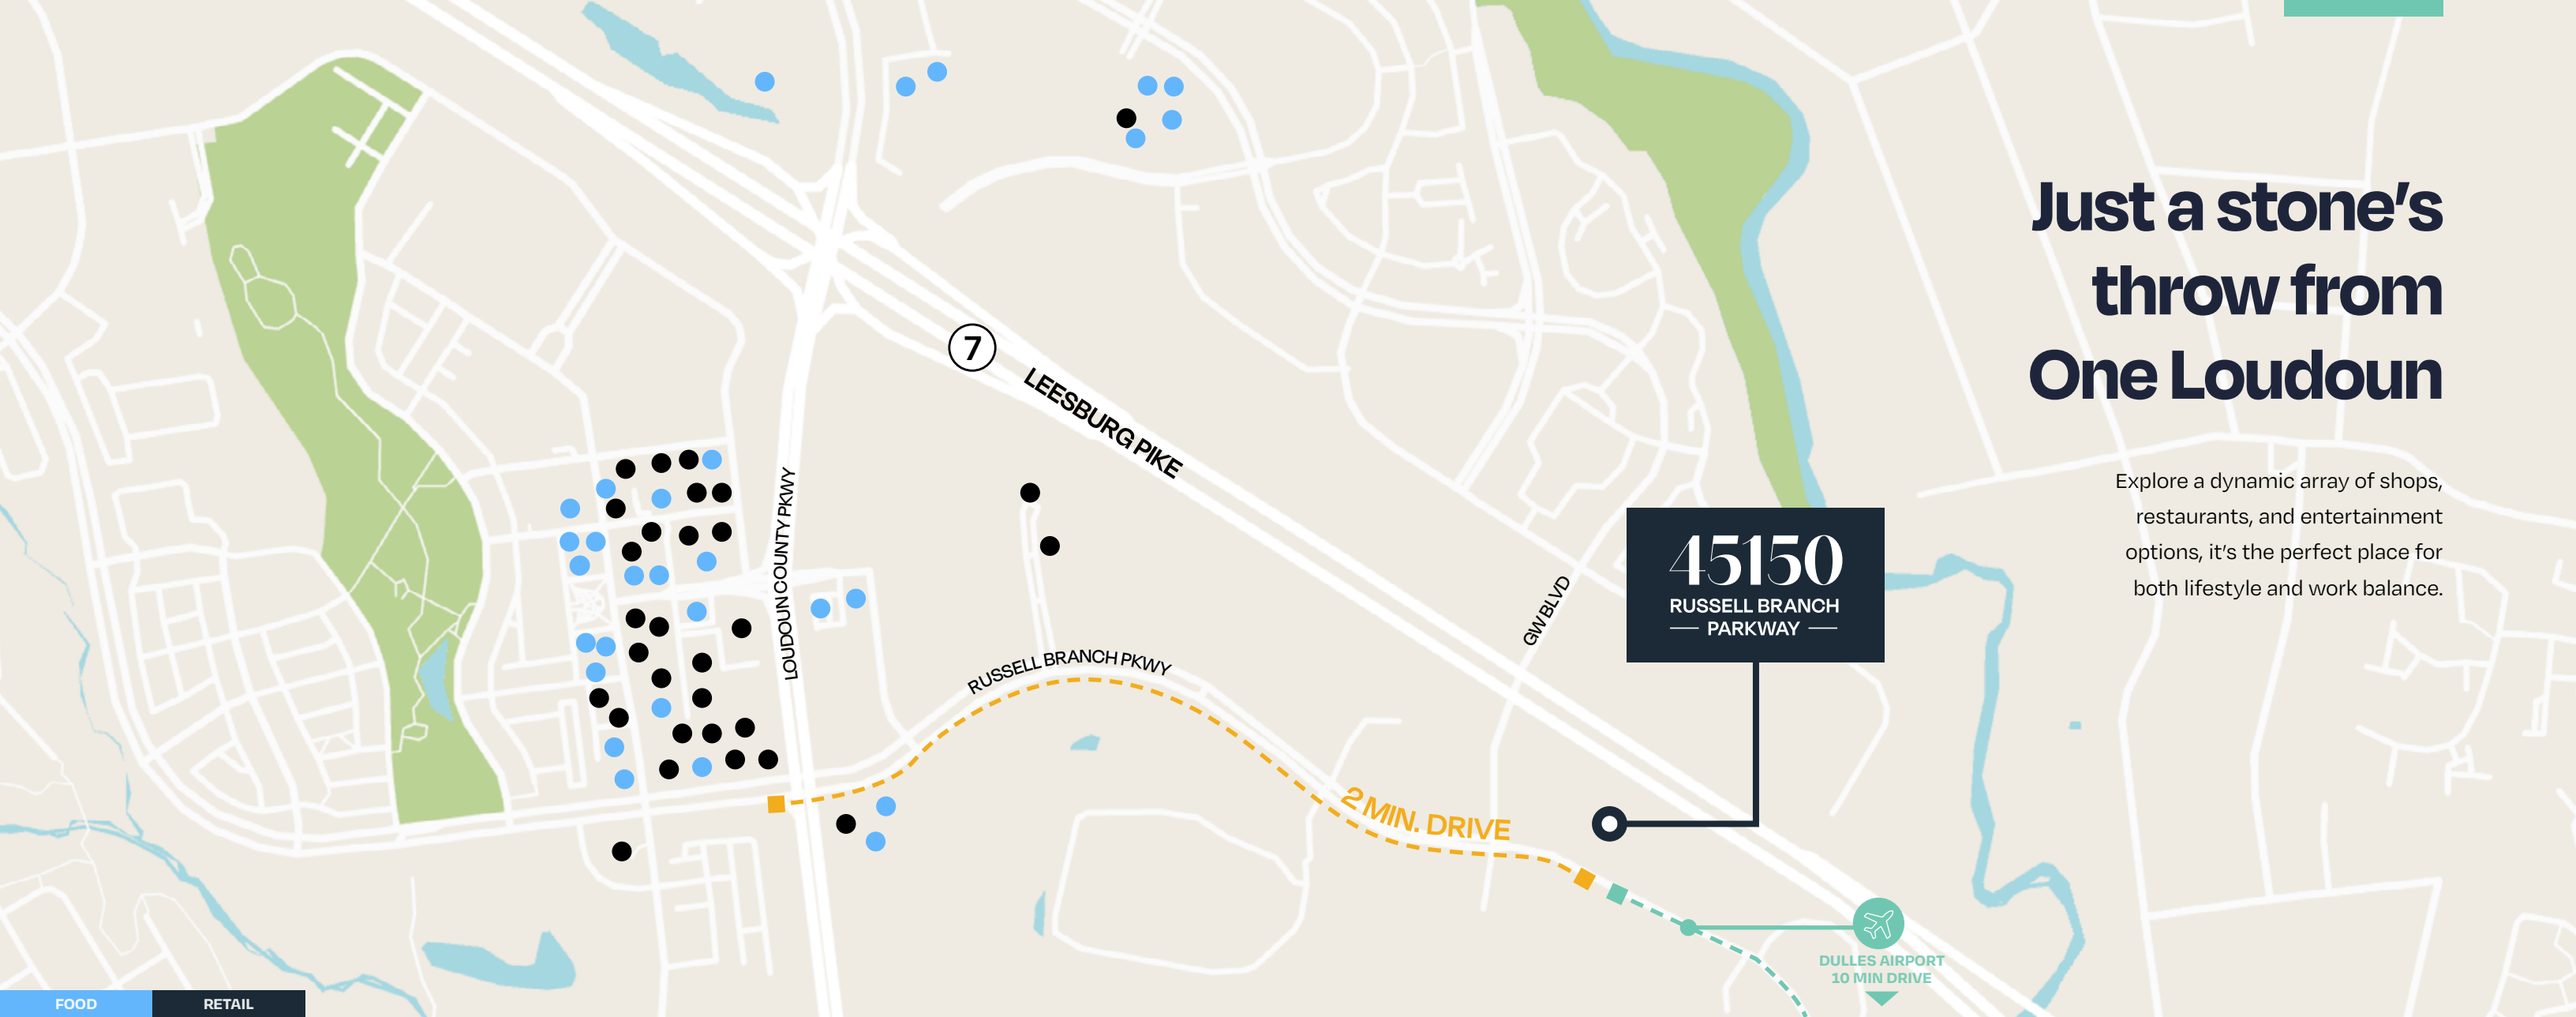 Just a stone's
throw from
One Loudoun
Explore a dynamic array of shops,
restaurants, and entertainment
options, it's the perfect place for
both lifestyle and work balance.
7
LEESBURG PIKE
LOUDOUN COUNTY PKWY
RUSSELL BRANCH PKWY
GW BLVD
45150
RUSSELL BRANCH
PARKWAY
2 MIN. DRIVE
DULLES AIRPORT
10 MIN DRIVE
FOOD
RETAIL